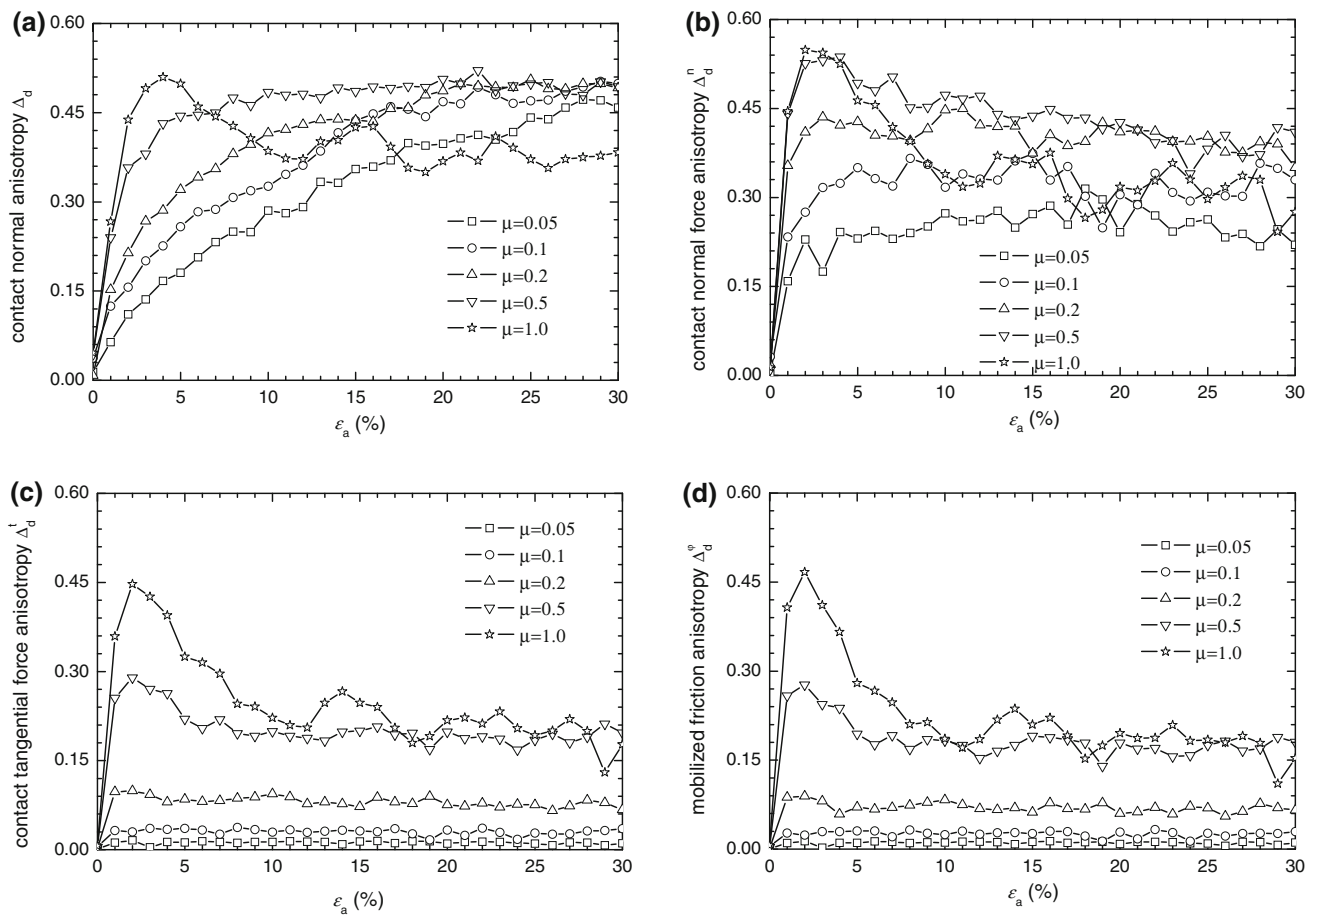 (a)
contact normal anisotropy Δd
0.60
0.45
0.30
0.15
0.00
μ=0.05
μ=0.1
μ=0.2
μ=0.5
μ=1.0
0 5 10 15 20 25 30
εa (%)
(b)
contact normal force anisotropy Δd^n
0.60
0.45
0.30
0.15
0.00
μ=0.05
μ=0.1
μ=0.2
μ=0.5
μ=1.0
0 5 10 15 20 25 30
εa (%)
(c)
contact tangential force anisotropy Δd^t
0.60
0.45
0.30
0.15
0.00
μ=0.05
μ=0.1
μ=0.2
μ=0.5
μ=1.0
0 5 10 15 20 25 30
εa (%)
(d)
mobilized friction anisotropy Δd^φ
0.60
0.45
0.30
0.15
0.00
μ=0.05
μ=0.1
μ=0.2
μ=0.5
μ=1.0
0 5 10 15 20 25 30
εa (%)